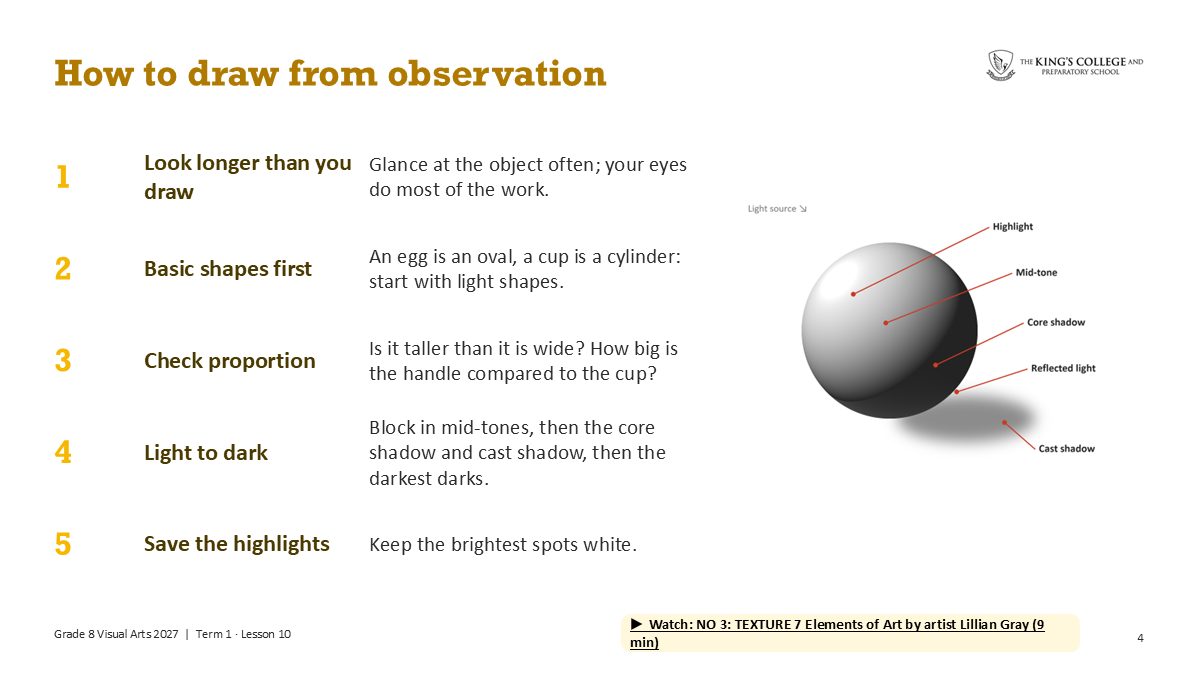 How to draw from observation
THE KING'S COLLEGE AND
PREPARATORY SCHOOL
1
Look longer than you
draw
Glance at the object often; your eyes
do most of the work.
2
Basic shapes first
An egg is an oval, a cup is a cylinder:
start with light shapes.
3
Check proportion
Is it taller than it is wide? How big is
the handle compared to the cup?
4
Light to dark
Block in mid-tones, then the core
shadow and cast shadow, then the
darkest darks.
5
Save the highlights
Keep the brightest spots white.
Light source ↘
Highlight
Mid-tone
Core shadow
Reflected light
Cast shadow
Grade 8 Visual Arts 2027 | Term 1 · Lesson 10
▶ Watch: NO 3: TEXTURE 7 Elements of Art by artist Lillian Gray (9
min)
4